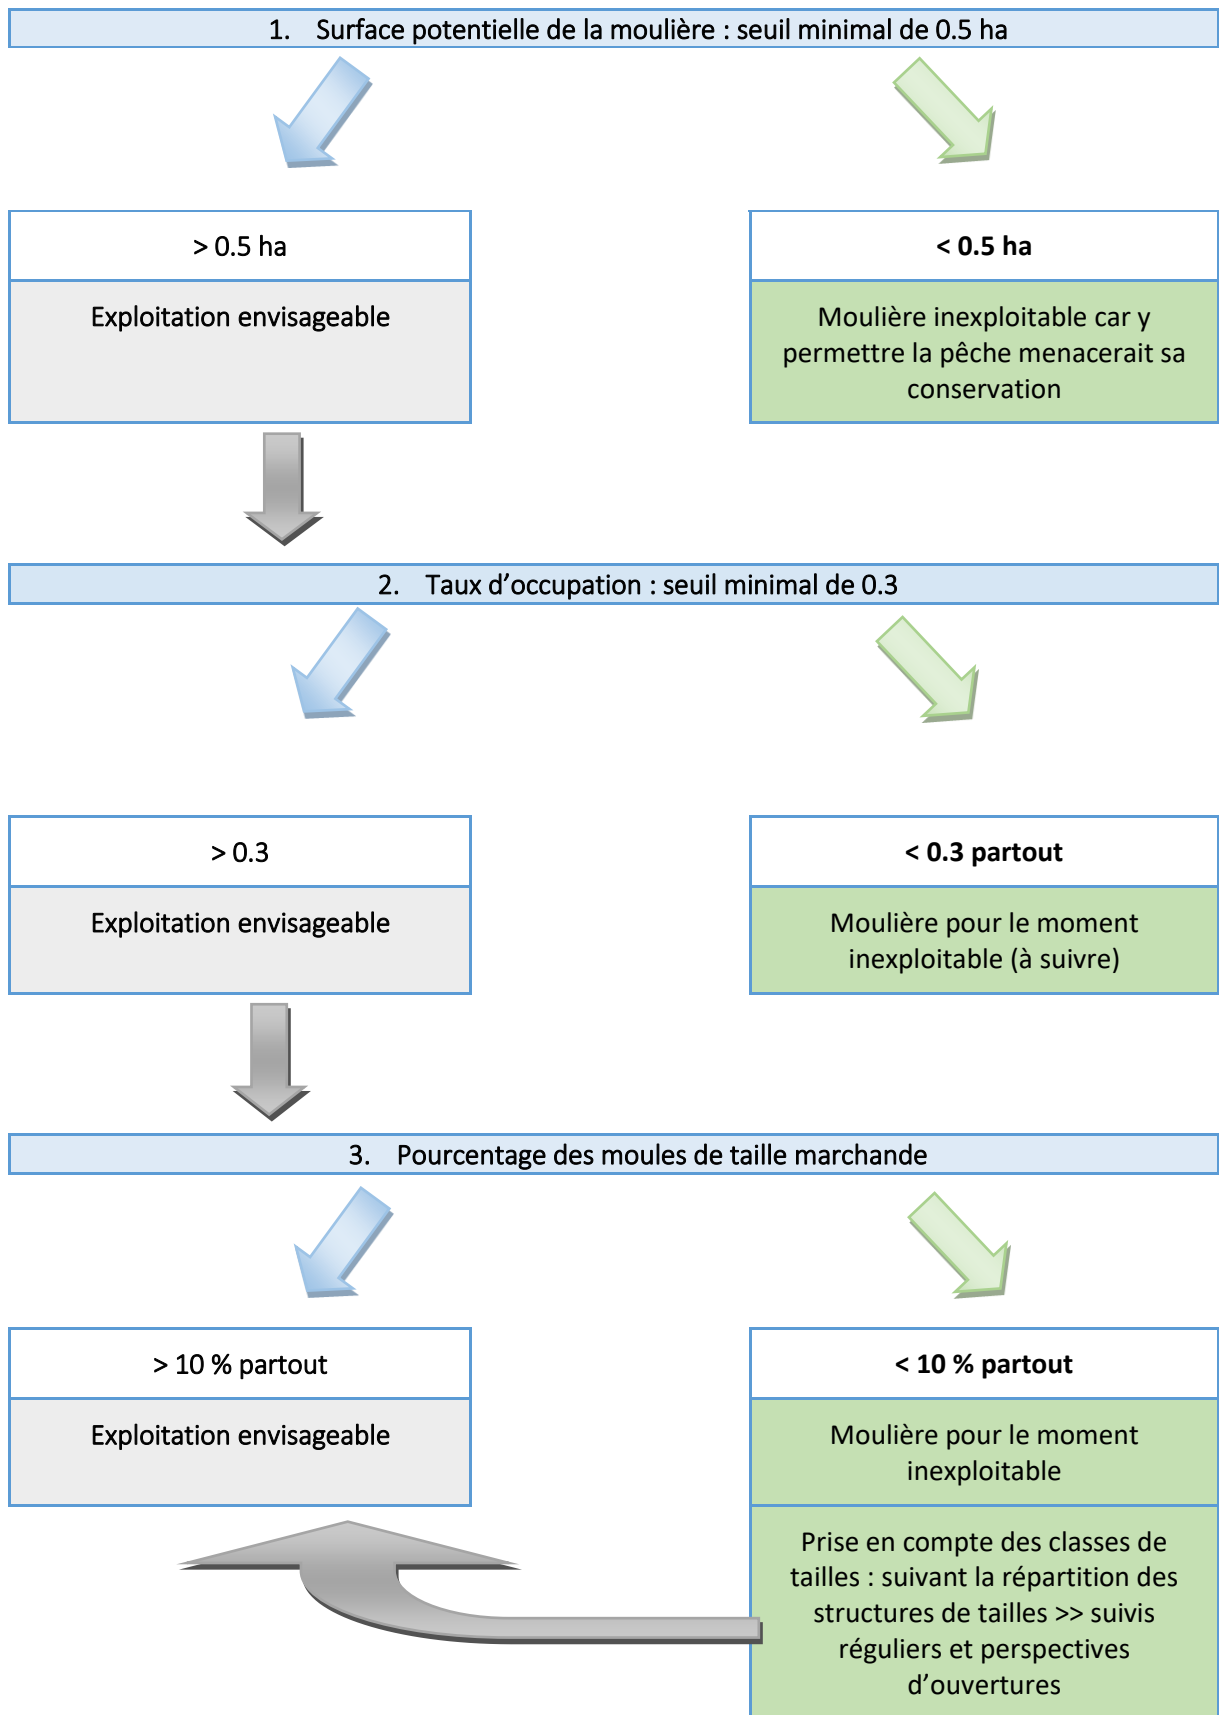 1. Surface potentielle de la moulière : seuil minimal de 0.5 ha
> 0.5 ha
Exploitation envisageable
< 0.5 ha
Moulière inexploitable car y
permettre la pêche menacerait sa
conservation
2. Taux d’occupation : seuil minimal de 0.3
> 0.3
Exploitation envisageable
< 0.3 partout
Moulière pour le moment
inexploitable (à suivre)
3. Pourcentage des moules de taille marchande
> 10 % partout
Exploitation envisageable
< 10 % partout
Moulière pour le moment
inexploitable
Prise en compte des classes de
tailles : suivant la répartition des
structures de tailles >> suivis
réguliers et perspectives
d’ouvertures